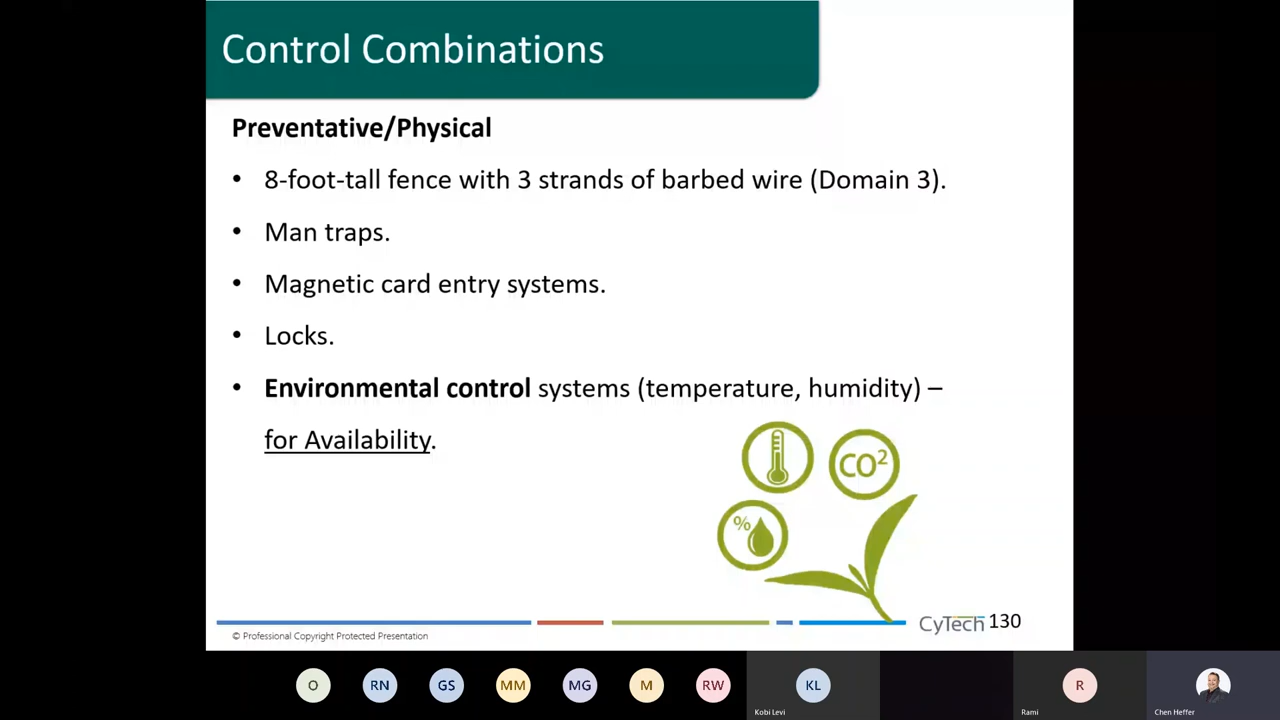 Control Combinations
Preventative/Physical
• 8-foot-tall fence with 3 strands of barbed wire (Domain 3).
• Man traps.
• Magnetic card entry systems.
• Locks.
• Environmental control systems (temperature, humidity) –
for Availability.
CO²
%
CyTech 130
© Professional Copyright Protected Presentation
O RN GS MM MG M RW KL R
Kobi Levi Rami Chen Heffer